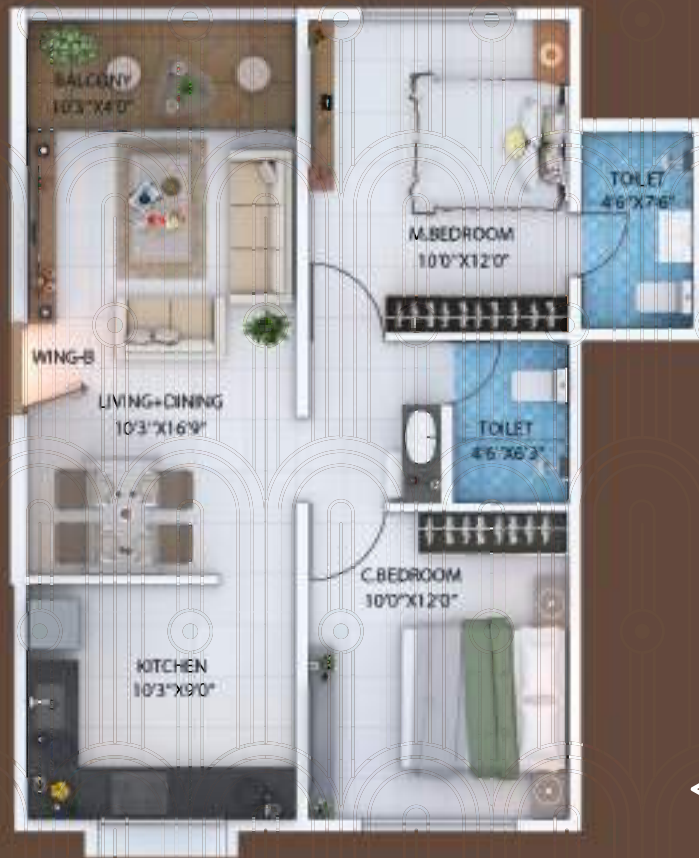 BALCONY
10'3"X4'0"
TOILET
4'6"X7'6"
M.BEDROOM
10'0"X12'0"
WING-B
LIVING+DINING
10'3"X16'9"
TOILET
4'6"X6'3"
C.BEDROOM
10'0"X12'0"
KITCHEN
10'3"X9'0"